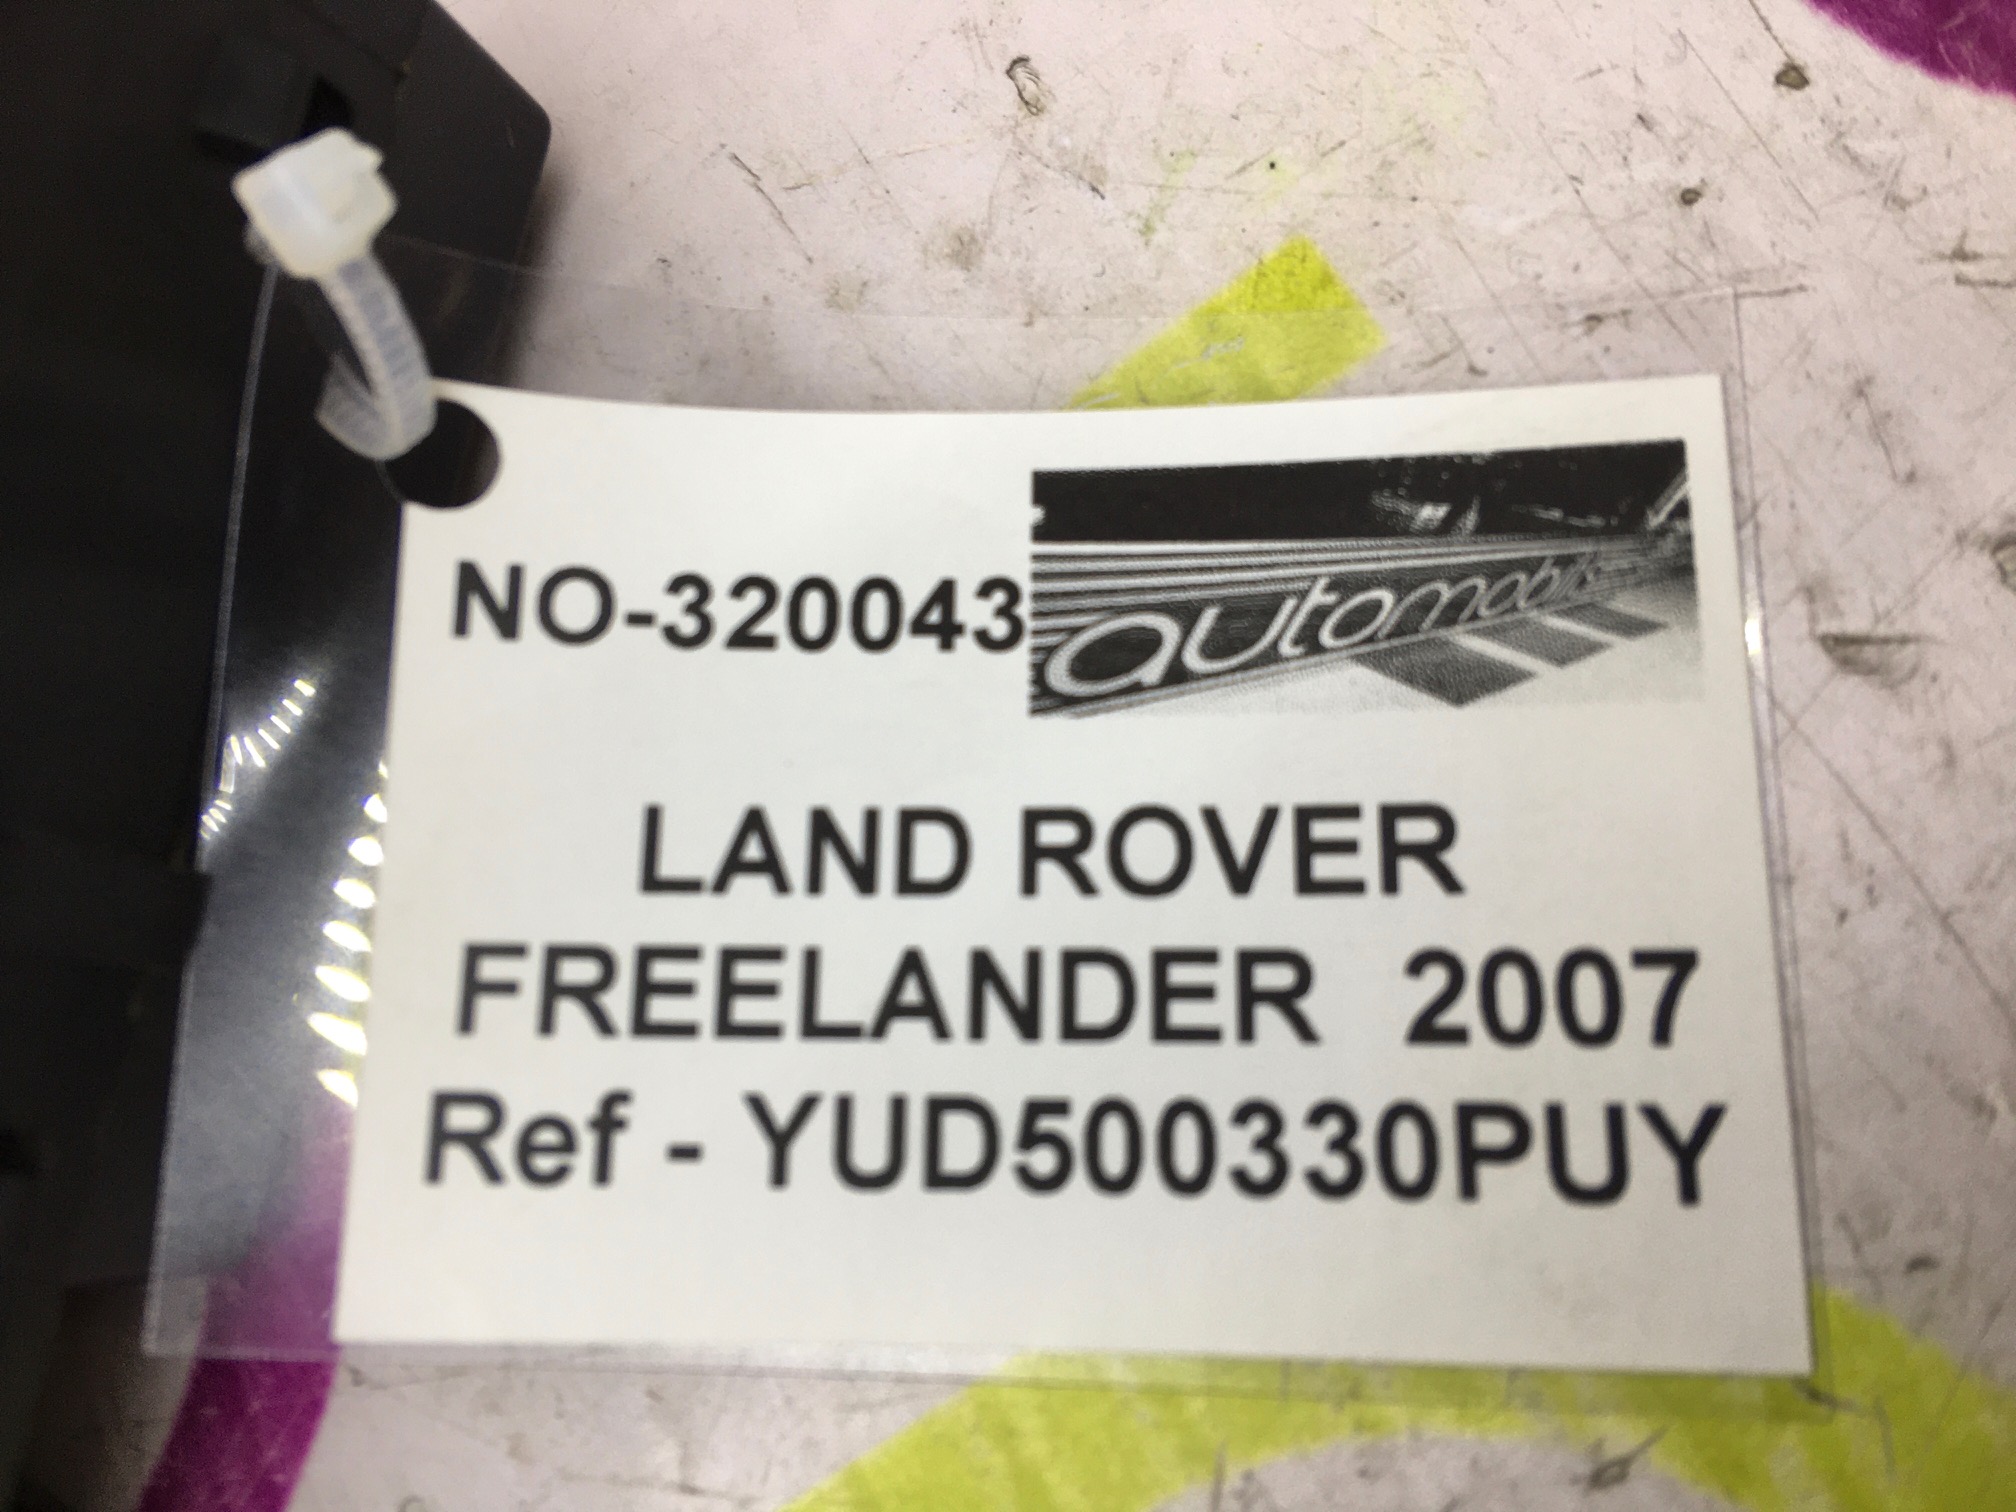 NO-320043
automobile
LAND ROVER
FREELANDER 2007
Ref - YUD500330PUY